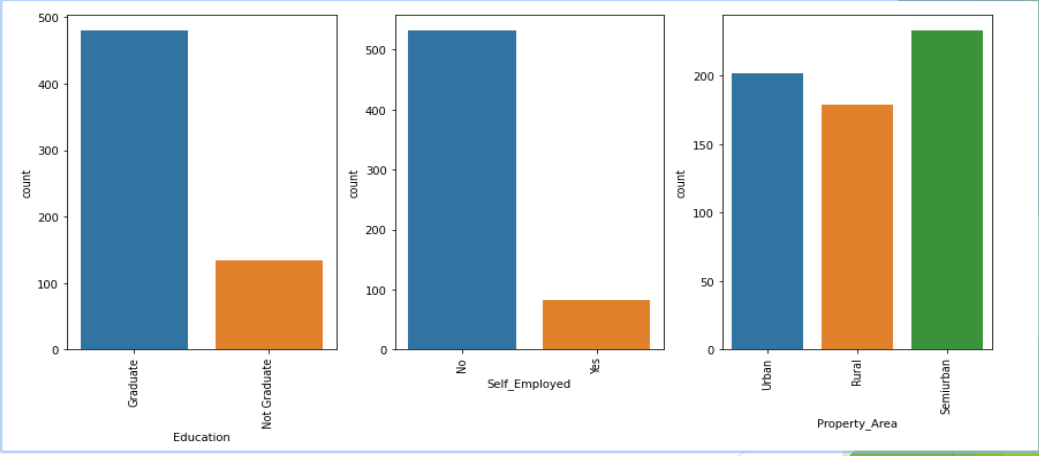 500
400
300
200
100
0
count
Graduate
Not Graduate
Education
500
400
300
200
100
0
count
No
Yes
Self_Employed
200
150
100
50
0
count
Urban
Rural
Semiurban
Property_Area